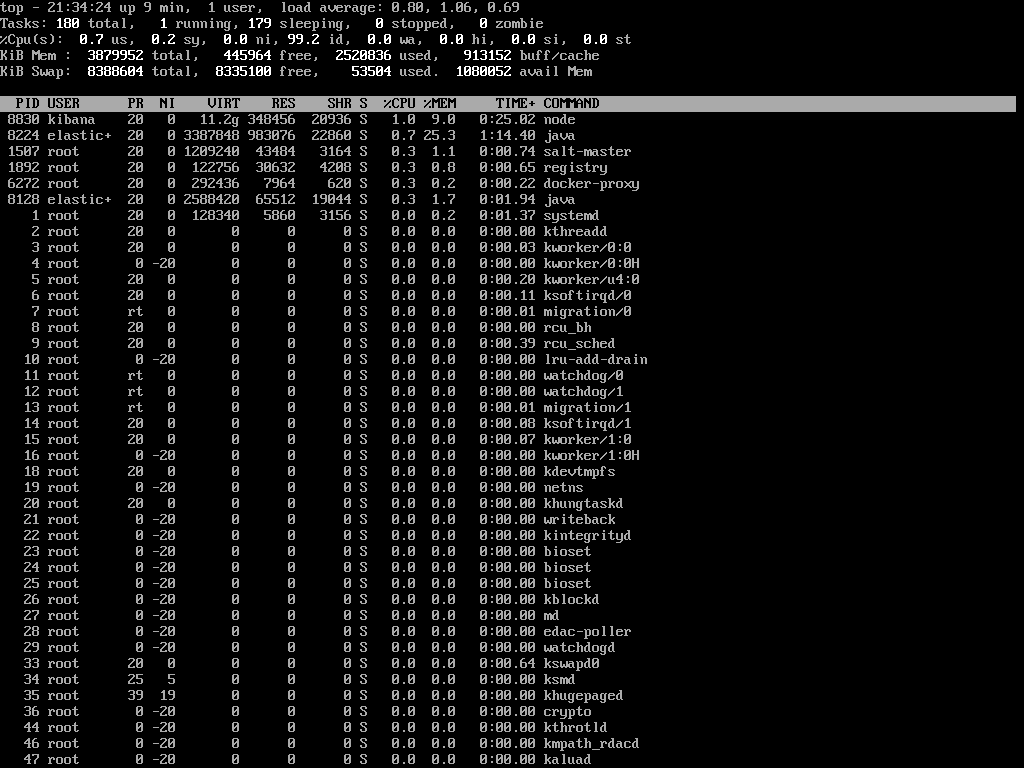 top - 21:34:24 up 9 min,  1 user,  load average: 0.80, 1.06, 0.69
Tasks: 180 total,   1 running, 179 sleeping,   0 stopped,   0 zombie
%Cpu(s):  0.7 us,  0.2 sy,  0.0 ni, 99.2 id,  0.0 wa,  0.0 hi,  0.0 si,  0.0 st
KiB Mem :  3879952 total,   445964 free,  2520836 used,   913152 buff/cache
KiB Swap:  8388604 total,  8335100 free,    53504 used.  1080052 avail Mem
  PID USER      PR  NI    VIRT    RES    SHR S  %CPU %MEM     TIME+ COMMAND
 8830 kibana    20   0   11.2g 348456  20936 S   1.0  9.0   0:25.02 node
 8224 elastic+  20   0 3387848 983076  22860 S   0.7 25.3   1:14.40 java
 1507 root      20   0 1209240  43484   3164 S   0.3  1.1   0:00.74 salt-master
 1892 root      20   0  122756  30632   4208 S   0.3  0.8   0:00.65 registry
 6272 root      20   0  292436   7964    620 S   0.3  0.2   0:00.22 docker-proxy
 8128 elastic+  20   0 2588420  65512  19044 S   0.3  1.7   0:01.94 java
    1 root      20   0  128340   5860   3156 S   0.0  0.2   0:01.37 systemd
    2 root      20   0       0      0      0 S   0.0  0.0   0:00.00 kthreadd
    3 root      20   0       0      0      0 S   0.0  0.0   0:00.03 kworker/0:0
    4 root       0 -20       0      0      0 S   0.0  0.0   0:00.00 kworker/0:0H
    5 root      20   0       0      0      0 S   0.0  0.0   0:00.20 kworker/u4:0
    6 root      20   0       0      0      0 S   0.0  0.0   0:00.11 ksoftirqd/0
    7 root      rt   0       0      0      0 S   0.0  0.0   0:00.01 migration/0
    8 root      20   0       0      0      0 S   0.0  0.0   0:00.00 rcu_bh
    9 root      20   0       0      0      0 S   0.0  0.0   0:00.39 rcu_sched
   10 root       0 -20       0      0      0 S   0.0  0.0   0:00.00 lru-add-drain
   11 root      rt   0       0      0      0 S   0.0  0.0   0:00.00 watchdog/0
   12 root      rt   0       0      0      0 S   0.0  0.0   0:00.00 watchdog/1
   13 root      rt   0       0      0      0 S   0.0  0.0   0:00.01 migration/1
   14 root      20   0       0      0      0 S   0.0  0.0   0:00.08 ksoftirqd/1
   15 root      20   0       0      0      0 S   0.0  0.0   0:00.07 kworker/1:0
   16 root       0 -20       0      0      0 S   0.0  0.0   0:00.00 kworker/1:0H
   18 root      20   0       0      0      0 S   0.0  0.0   0:00.00 kdevtmpfs
   19 root       0 -20       0      0      0 S   0.0  0.0   0:00.00 netns
   20 root      20   0       0      0      0 S   0.0  0.0   0:00.00 khungtaskd
   21 root       0 -20       0      0      0 S   0.0  0.0   0:00.00 writeback
   22 root       0 -20       0      0      0 S   0.0  0.0   0:00.00 kintegrityd
   23 root       0 -20       0      0      0 S   0.0  0.0   0:00.00 bioset
   24 root       0 -20       0      0      0 S   0.0  0.0   0:00.00 bioset
   25 root       0 -20       0      0      0 S   0.0  0.0   0:00.00 bioset
   26 root       0 -20       0      0      0 S   0.0  0.0   0:00.00 kblockd
   27 root       0 -20       0      0      0 S   0.0  0.0   0:00.00 md
   28 root       0 -20       0      0      0 S   0.0  0.0   0:00.00 edac-poller
   29 root       0 -20       0      0      0 S   0.0  0.0   0:00.00 watchdogd
   33 root      20   0       0      0      0 S   0.0  0.0   0:00.64 kswapd0
   34 root      25   5       0      0      0 S   0.0  0.0   0:00.00 ksmd
   35 root      39  19       0      0      0 S   0.0  0.0   0:00.00 khugepaged
   36 root       0 -20       0      0      0 S   0.0  0.0   0:00.00 crypto
   44 root       0 -20       0      0      0 S   0.0  0.0   0:00.00 kthrotld
   46 root       0 -20       0      0      0 S   0.0  0.0   0:00.00 kmpath_rdacd
   47 root       0 -20       0      0      0 S   0.0  0.0   0:00.00 kaluad